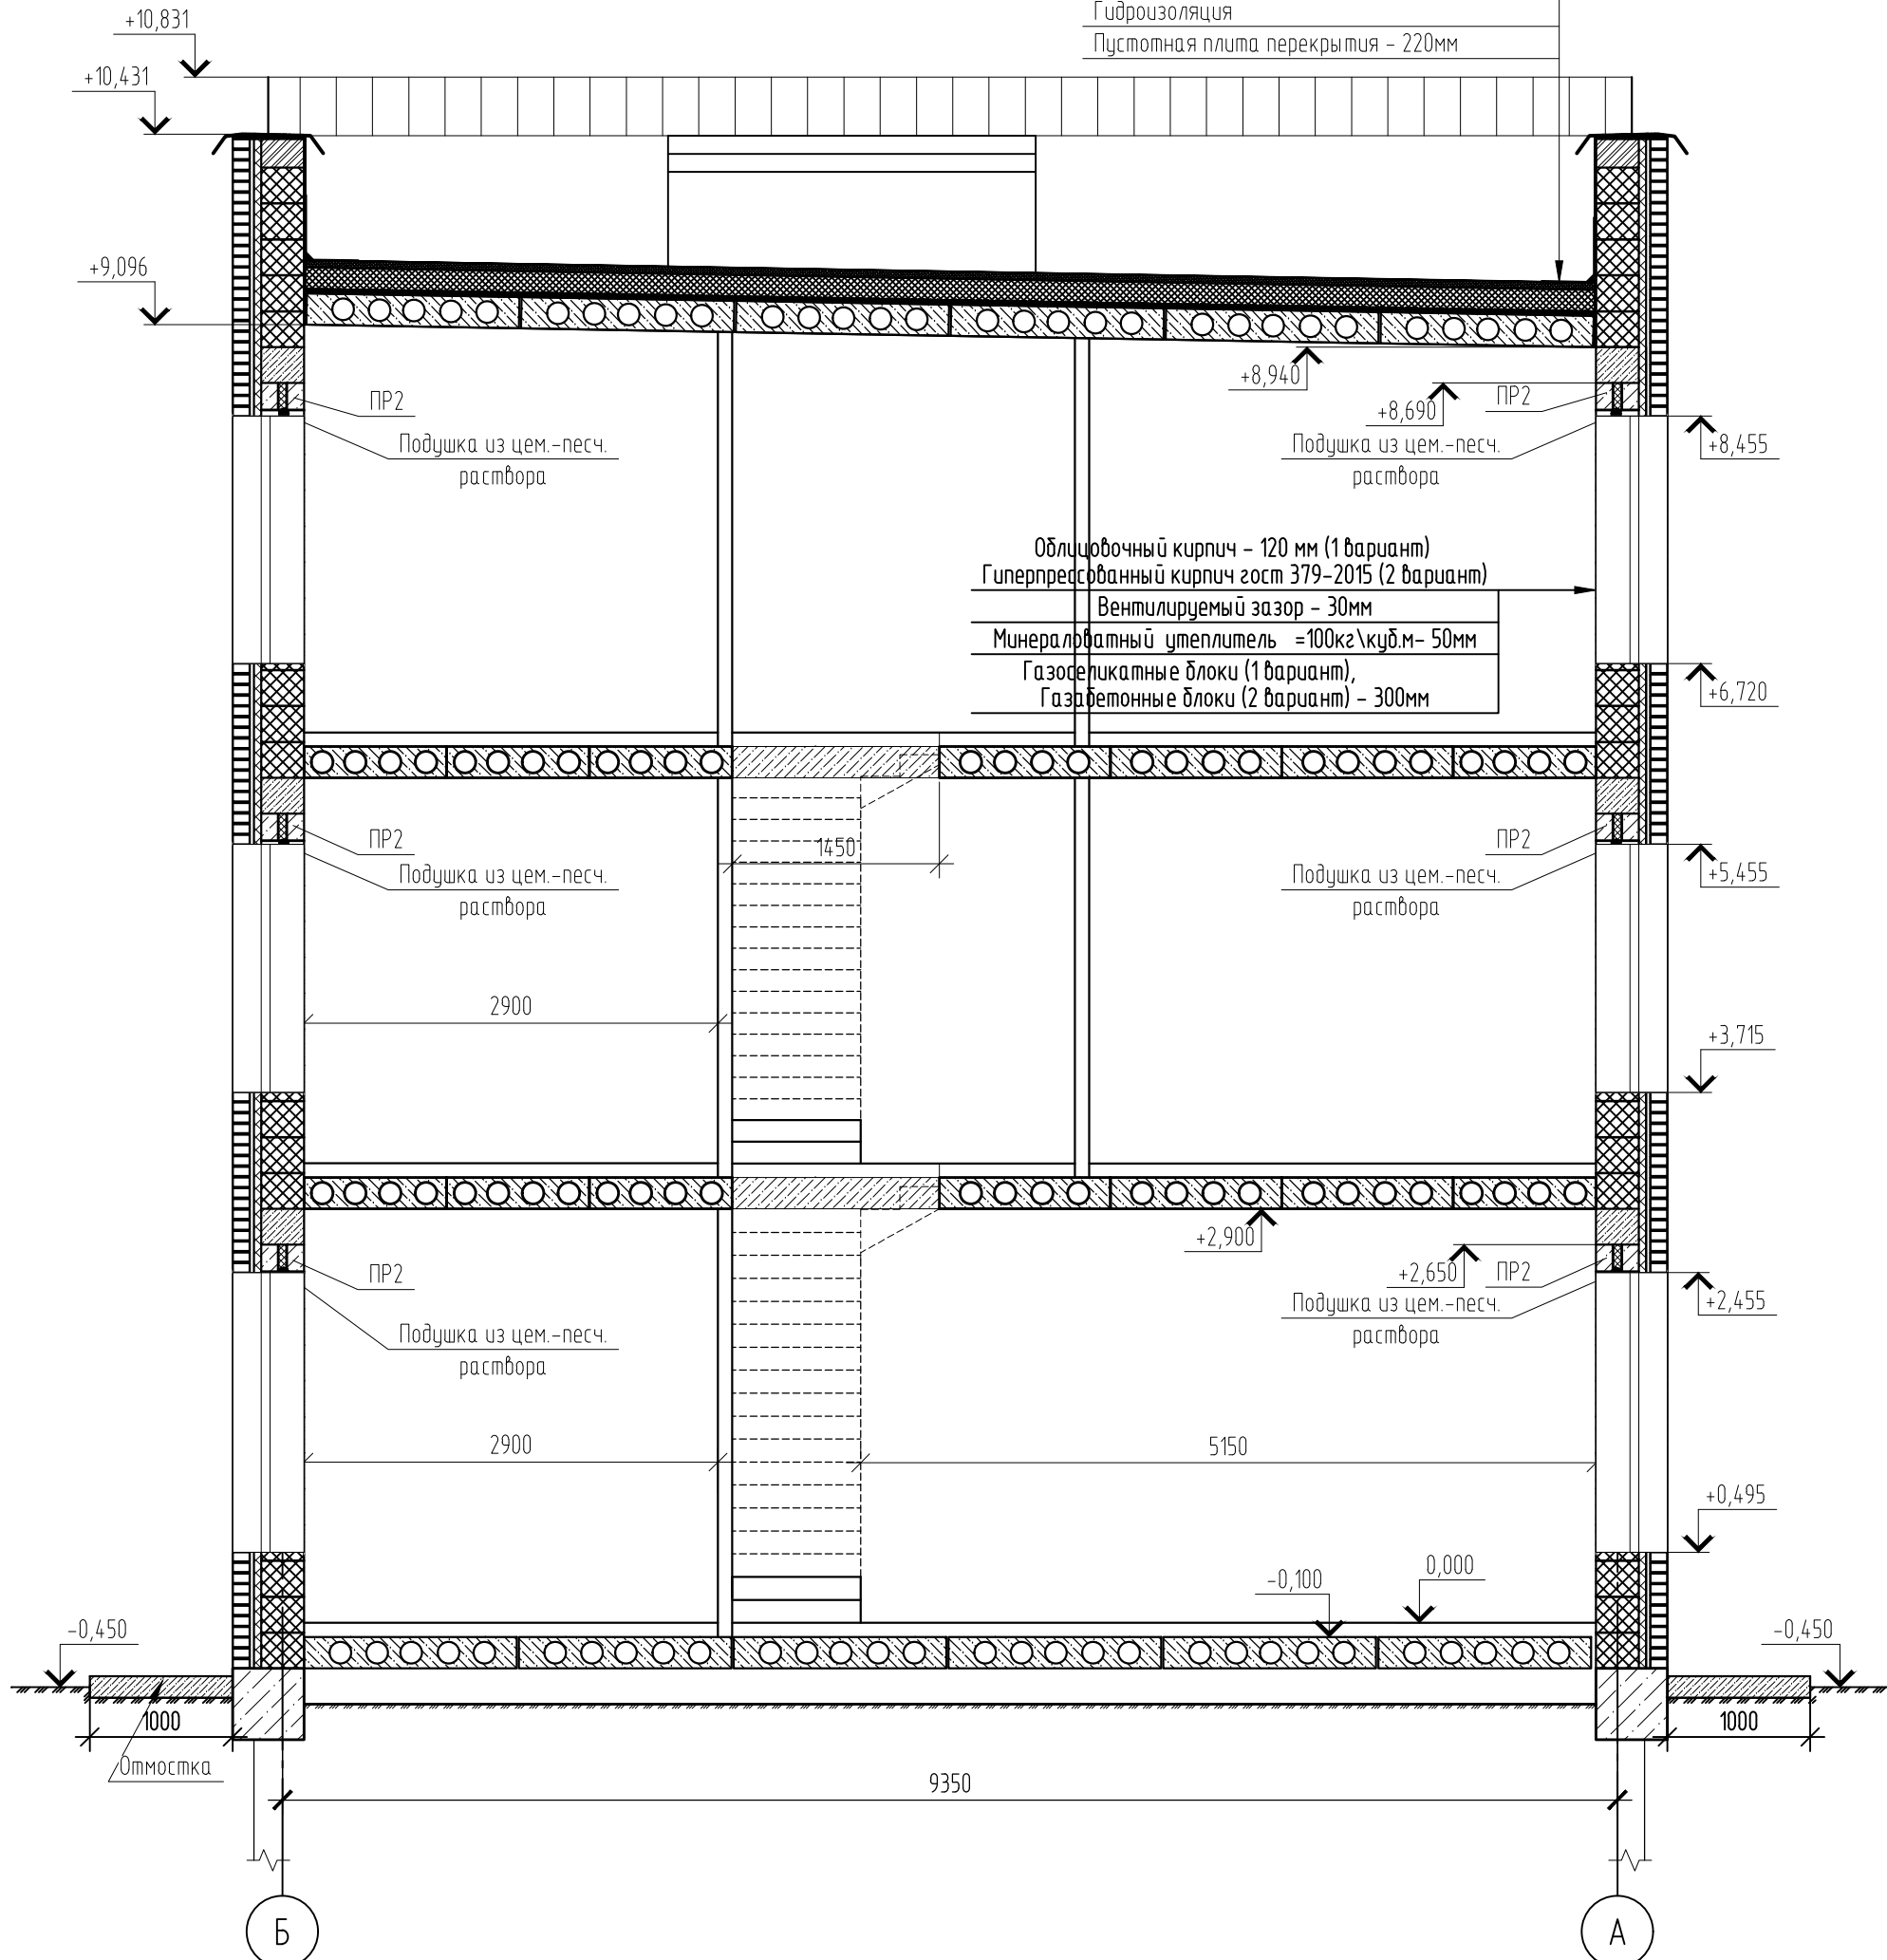 Гидроизоляция
+10,831
Пустотная плита перекрытия - 220мм
+10,431
+9,096
+8,940
ПР2
+8,690
ПР2
Подушка из цем.-песч.
раствора
Подушка из цем.-песч.
раствора
+8,455
Облицовочный кирпич - 120 мм (1 вариант)
Гиперпрессованный кирпич гост 379-2015 (2 вариант)
Вентилируемый зазор - 30мм
Минераловатный утеплитель =100кг\куб.м- 50мм
Газоселикатные блоки (1 вариант),
Газабетонные блоки (2 вариант) - 300мм
+6,720
ПР2
1450
ПР2
Подушка из цем.-песч.
раствора
Подушка из цем.-песч.
раствора
+5,455
2900
+3,715
+2,900
ПР2
+2,650
ПР2
Подушка из цем.-песч.
раствора
+2,455
Подушка из цем.-песч.
раствора
2900
5150
+0,495
-0,100
0,000
-0,450
-0,450
1000
1000
Отмостка
9350
Б
А